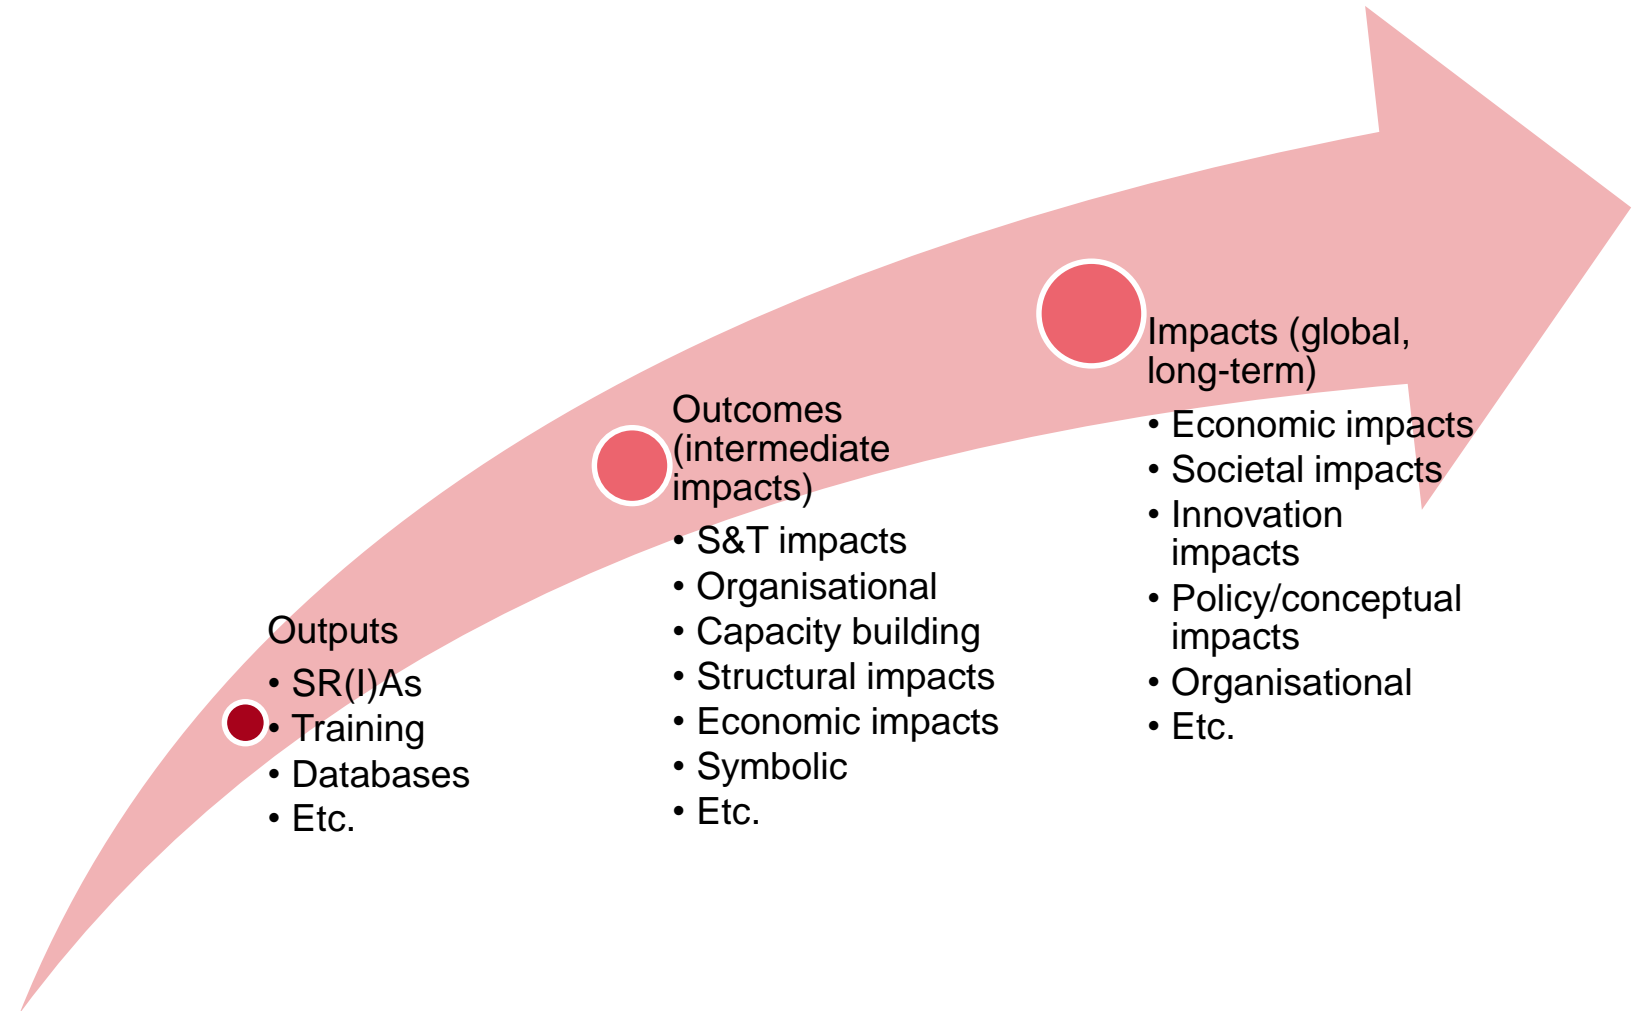 Outputs
• SR(I)As
• Training
• Databases
• Etc.
Outcomes
(intermediate
impacts)
• S&T impacts
• Organisational
• Capacity building
• Structural impacts
• Economic impacts
• Symbolic
• Etc.
Impacts (global,
long-term)
• Economic impacts
• Societal impacts
• Innovation
impacts
• Policy/conceptual
impacts
• Organisational
• Etc.